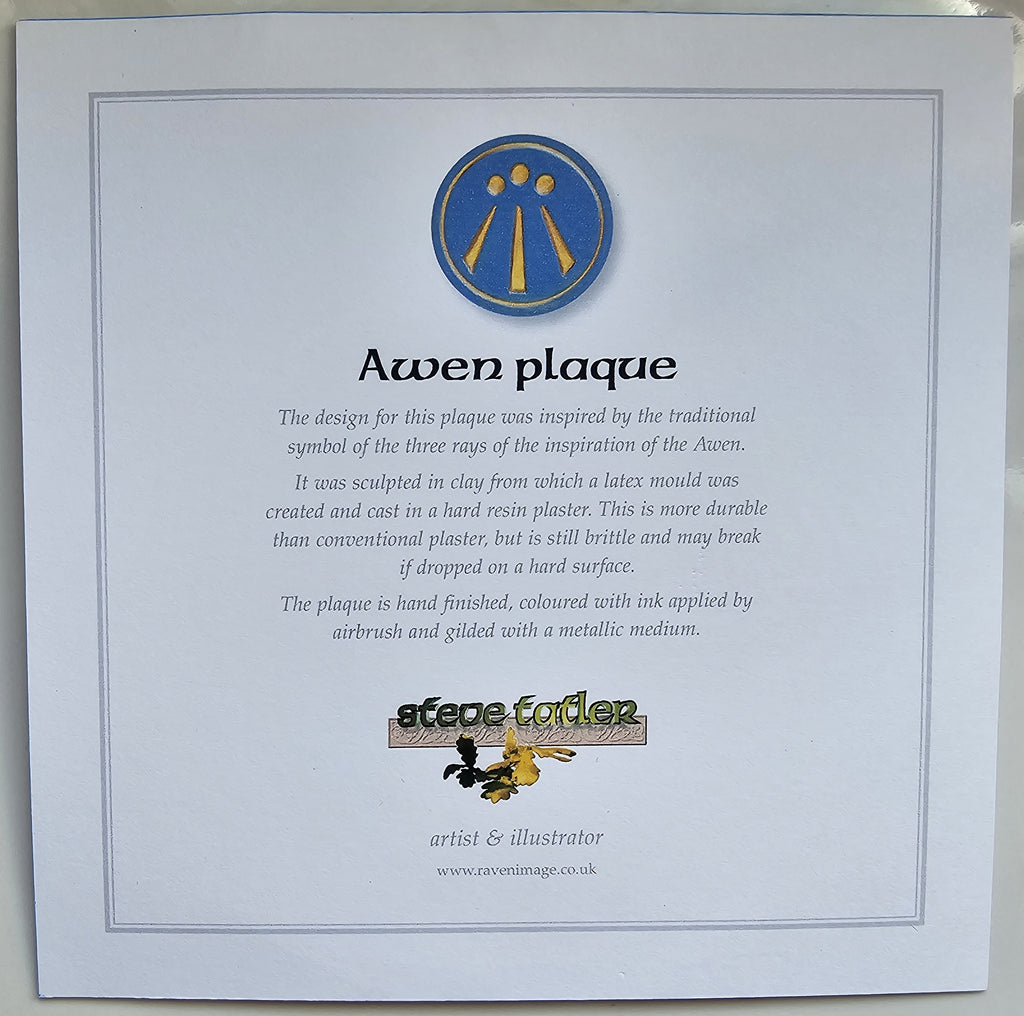 Awen plaque
The design for this plaque was inspired by the traditional
symbol of the three rays of the inspiration of the Awen.
It was sculpted in clay from which a latex mould was
created and cast in a hard resin plaster. This is more durable
than conventional plaster, but is still brittle and may break
if dropped on a hard surface.
The plaque is hand finished, coloured with ink applied by
airbrush and gilded with a metallic medium.
steve tatler
artist & illustrator
www.ravenimage.co.uk